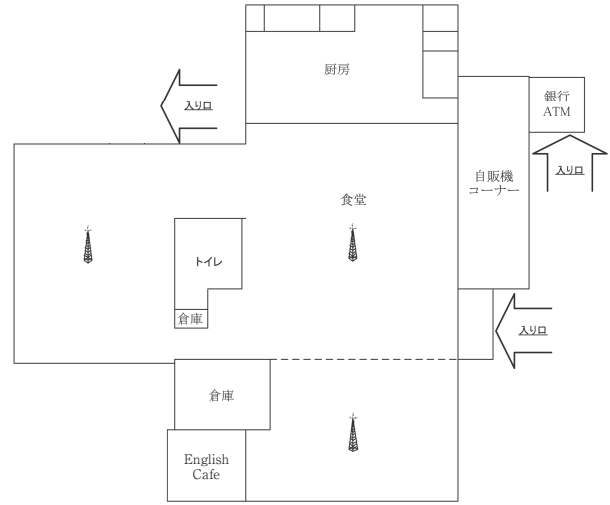 厨房
入り口
銀行
ATM
入り口
自販機
コーナー
食堂
トイレ
倉庫
入り口
倉庫
English
Cafe